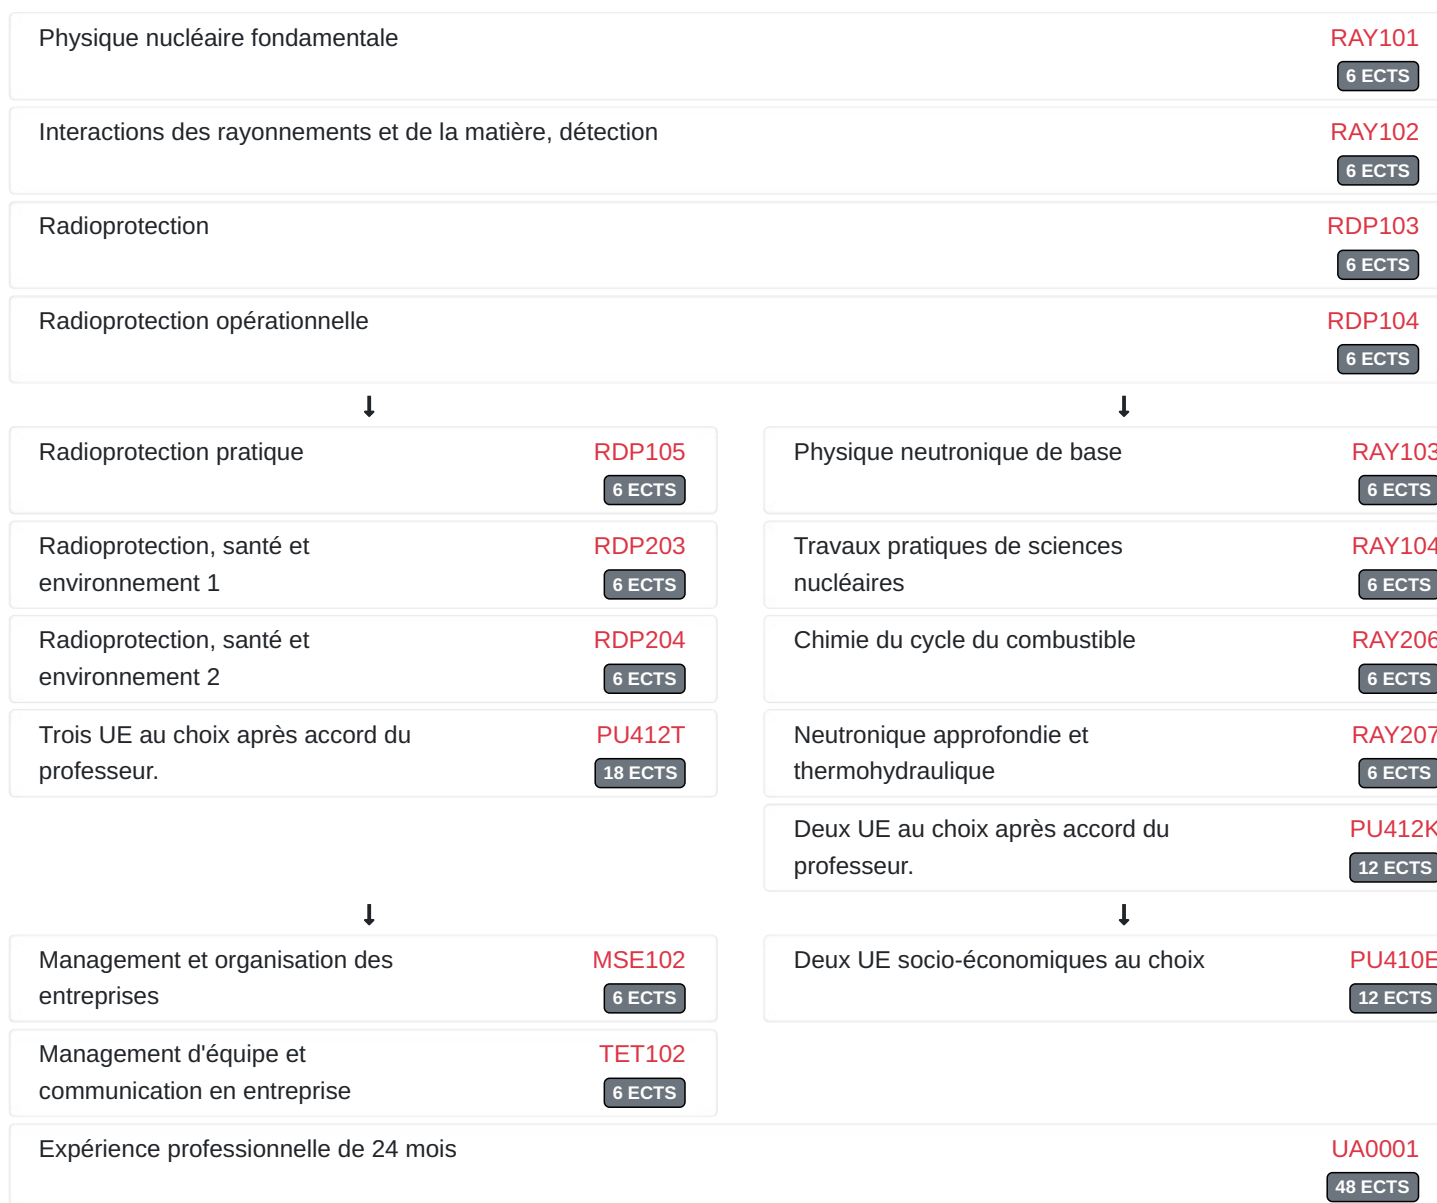 Physique nucléaire fondamentale RAY101
6 ECTS
Interactions des rayonnements et de la matière, détection RAY102
6 ECTS
Radioprotection RDP103
6 ECTS
Radioprotection opérationnelle RDP104
6 ECTS
Radioprotection pratique RDP105
6 ECTS
Radioprotection, santé et RDP203
environnement 1 6 ECTS
Radioprotection, santé et RDP204
environnement 2 6 ECTS
Trois UE au choix après accord du PU412T
professeur. 18 ECTS
Physique neutronique de base RAY103
6 ECTS
Travaux pratiques de sciences RAY104
nucléaires 6 ECTS
Chimie du cycle du combustible RAY206
6 ECTS
Neutronique approfondie et RAY207
thermohydraulique 6 ECTS
Deux UE au choix après accord du PU412K
professeur. 12 ECTS
Management et organisation des MSE102
entreprises 6 ECTS
Management d'équipe et TET102
communication en entreprise 6 ECTS
Deux UE socio-économiques au choix PU410E
12 ECTS
Expérience professionnelle de 24 mois UA0001
48 ECTS